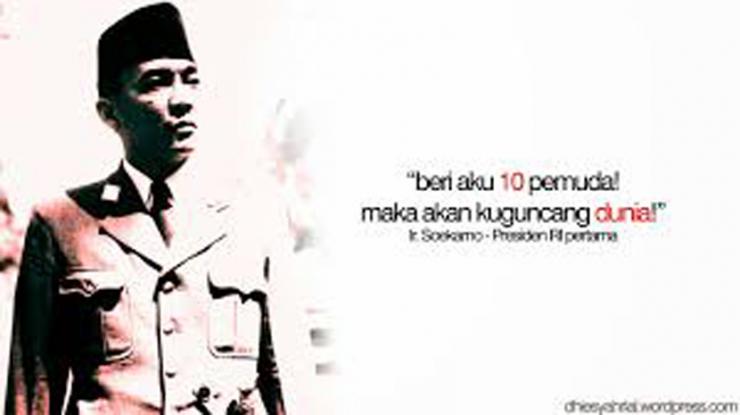 “beri aku 10 pemuda!
maka akan kuguncang dunia!”
Ir. Soekarno - Presiden RI pertama
dhiesyahrial.wordpress.com